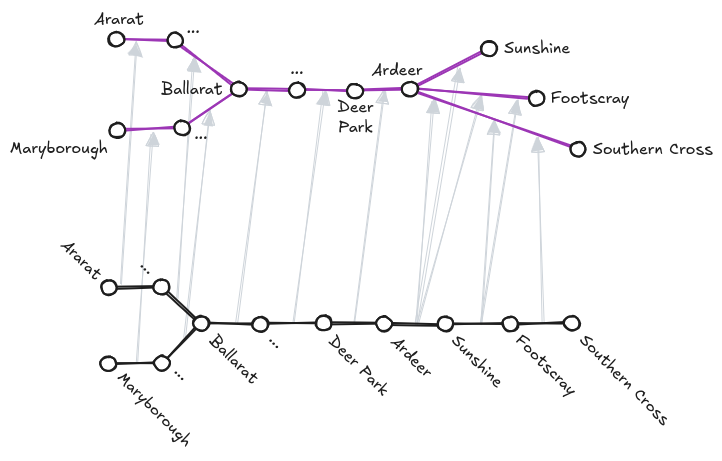 Ararat
...
Ballarat
...
Maryborough
...
Deer
Park
Ardeer
Sunshine
Footscray
Southern Cross
Ararat
...
Maryborough
...
Ballarat
...
Deer Park
Ardeer
Sunshine
Footscray
Southern Cross